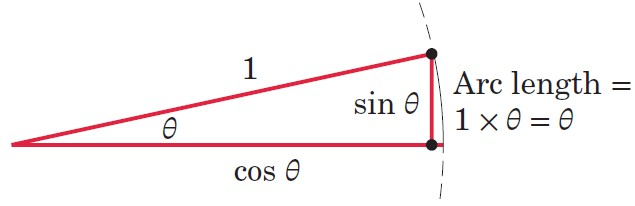 1
sin θ
Arc length =
1 × θ = θ
θ
cos θ